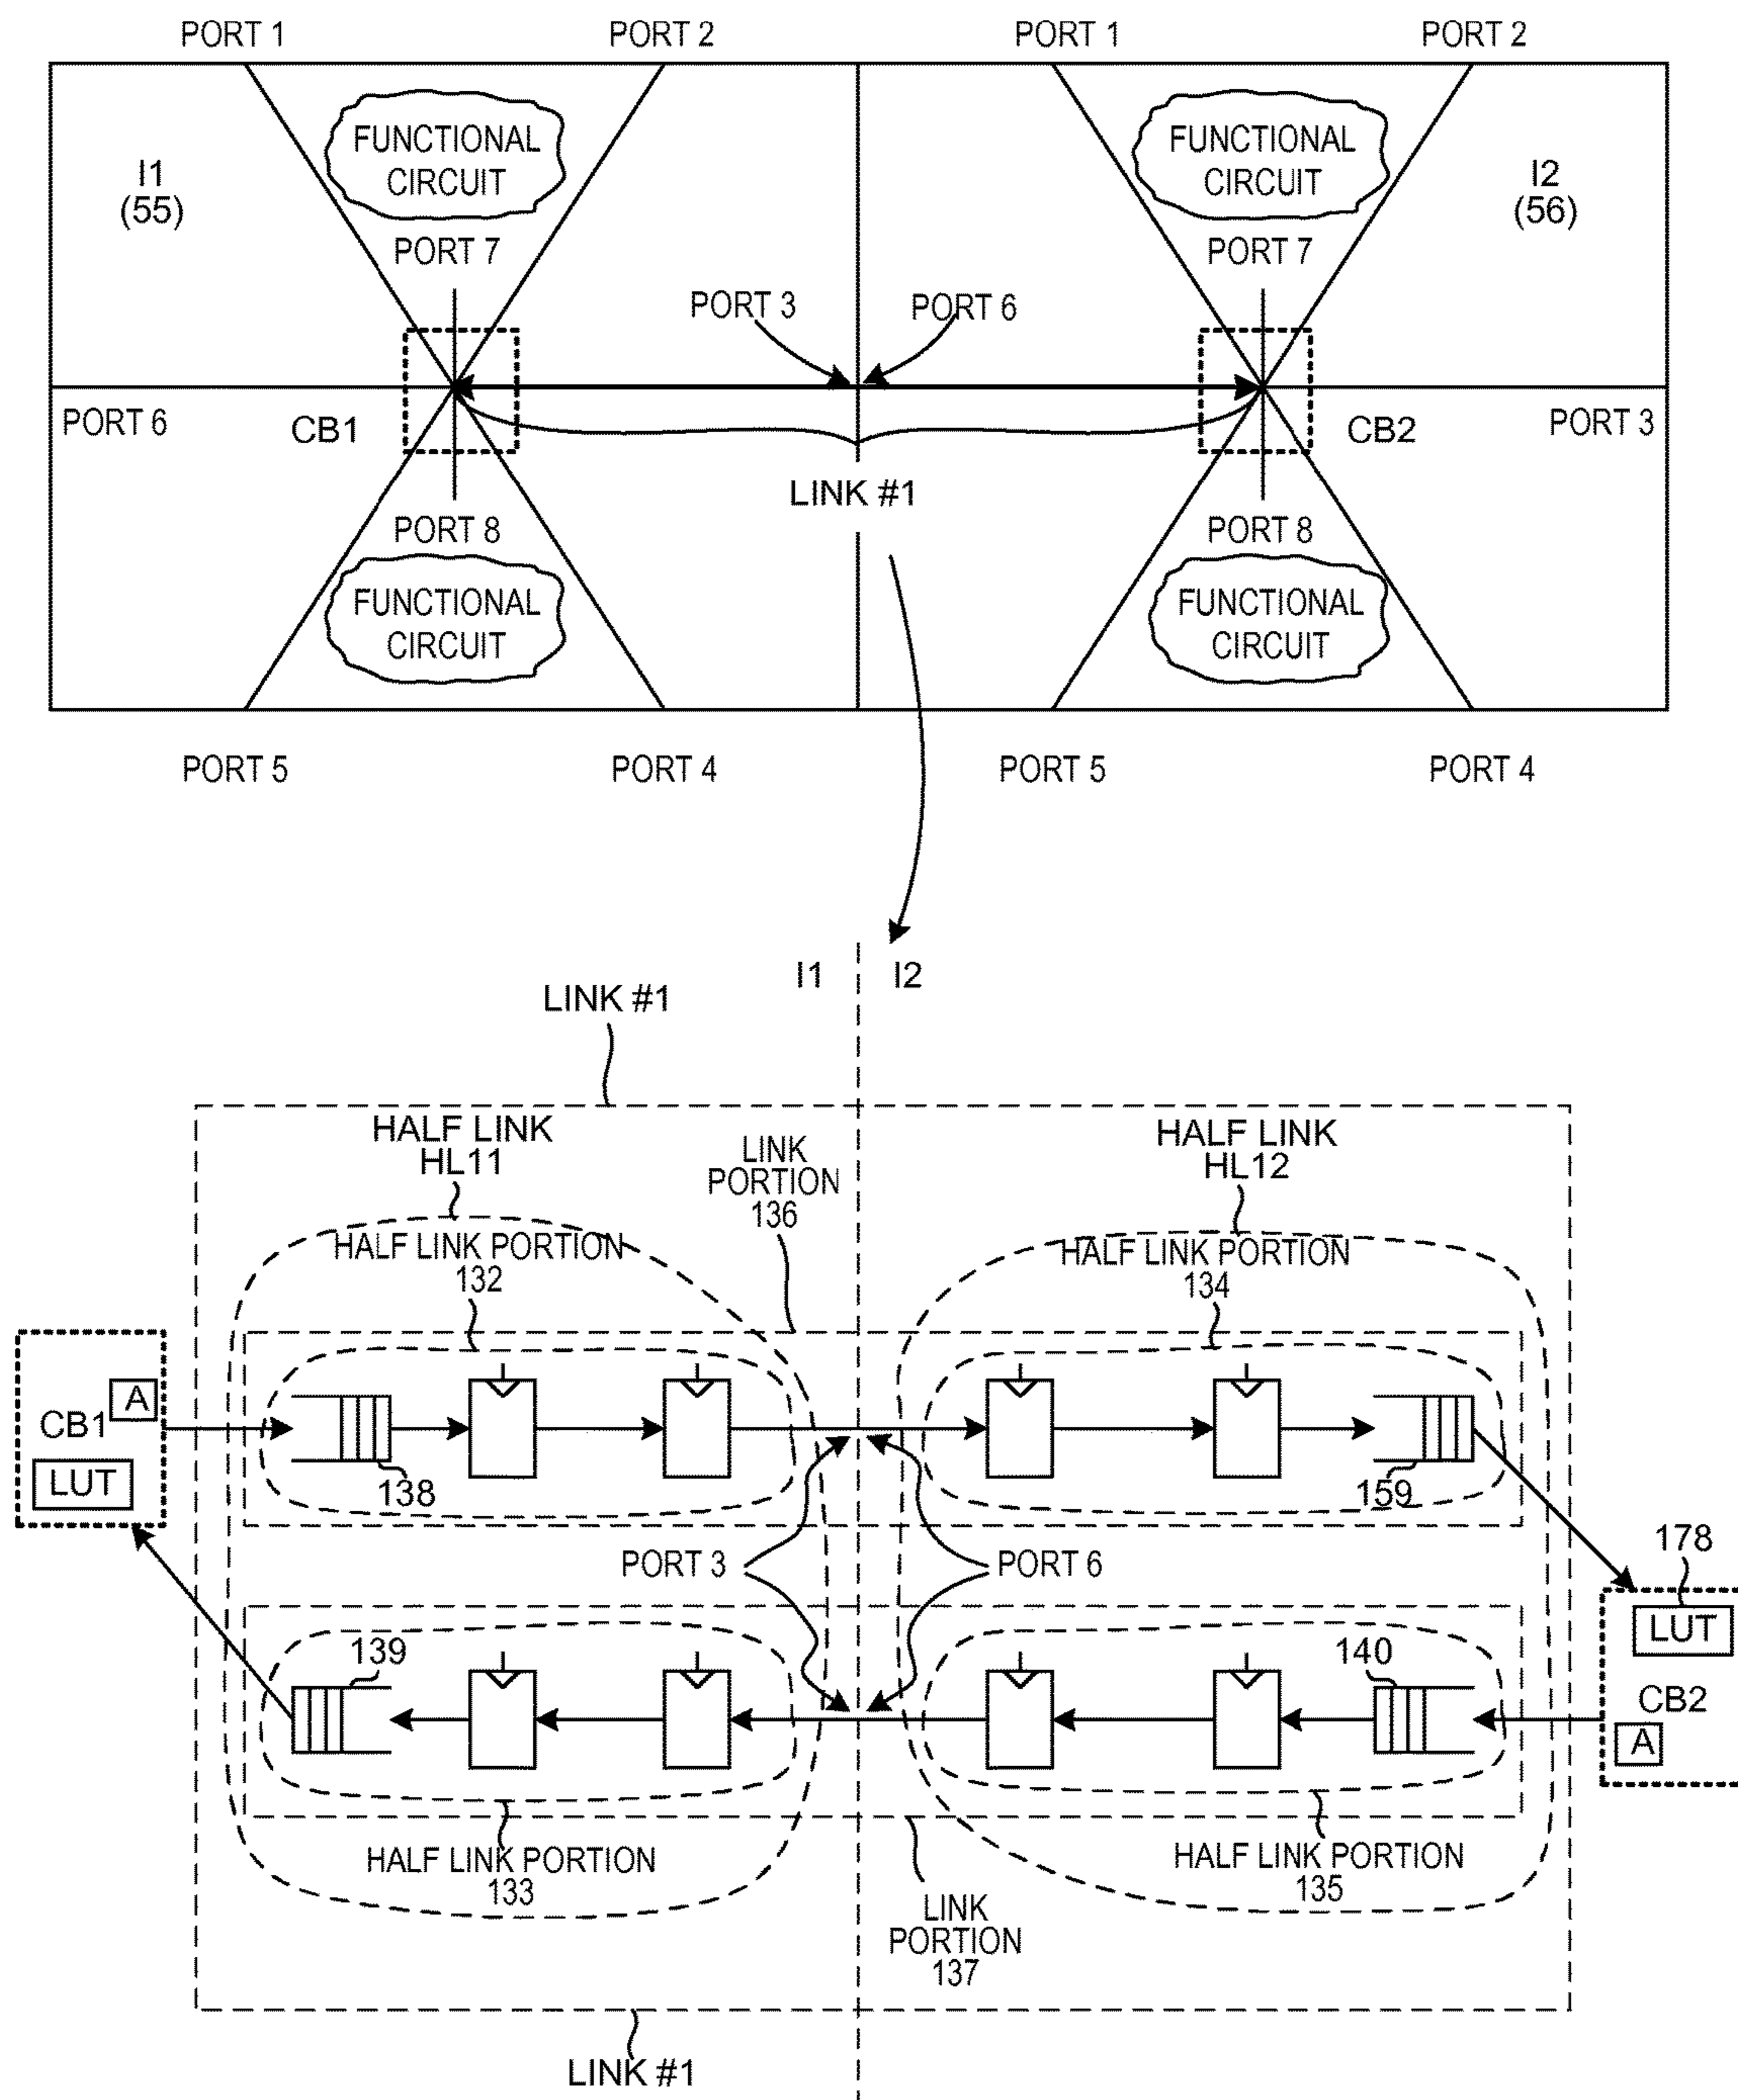 PORT 1
PORT 2
PORT 1
PORT 2
FUNCTIONAL
CIRCUIT
FUNCTIONAL
CIRCUIT
I1
(55)
I2
(56)
PORT 7
PORT 7
PORT 3
PORT 6
PORT 6
CB1
CB2
PORT 3
LINK #1
PORT 8
PORT 8
FUNCTIONAL
CIRCUIT
FUNCTIONAL
CIRCUIT
PORT 5
PORT 4
PORT 5
PORT 4
I1
I2
LINK #1
HALF LINK
HL11
LINK
PORTION
136
HALF LINK
HL12
HALF LINK PORTION
132
HALF LINK PORTION
134
A
CB1
LUT
138
159
PORT 3
PORT 6
178
LUT
139
140
CB2
A
HALF LINK PORTION
133
HALF LINK PORTION
135
LINK
PORTION
137
LINK #1